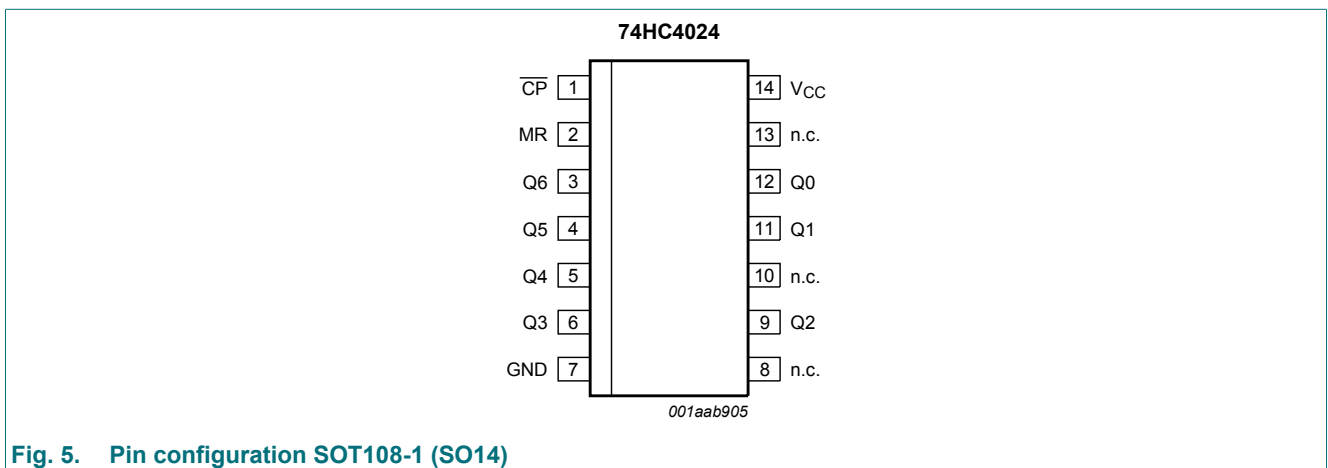 74HC4024
C̅P̅ 1 14 VCC
MR 2 13 n.c.
Q6 3 12 Q0
Q5 4 11 Q1
Q4 5 10 n.c.
Q3 6 9 Q2
GND 7 8 n.c.
001aab905
Fig. 5. Pin configuration SOT108-1 (SO14)